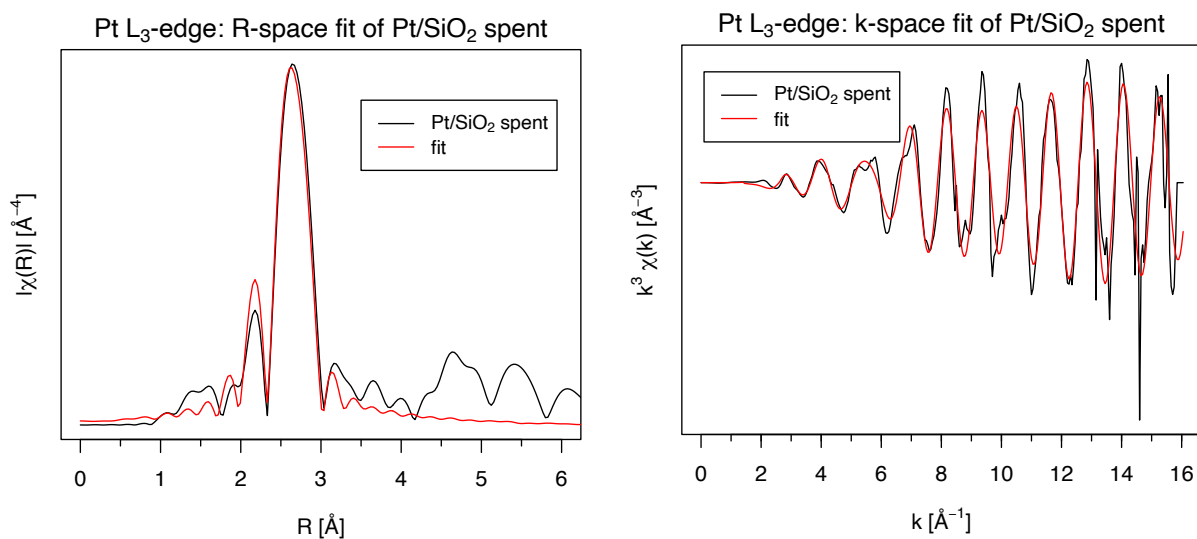 Pt L₃-edge: R-space fit of Pt/SiO₂ spent
|χ(R)| [Å⁻⁴]
Pt/SiO₂ spent
fit
0 1 2 3 4 5 6
R [Å]
Pt L₃-edge: k-space fit of Pt/SiO₂ spent
k³ χ(k) [Å⁻³]
Pt/SiO₂ spent
fit
0 2 4 6 8 10 12 14 16
k [Å⁻¹]